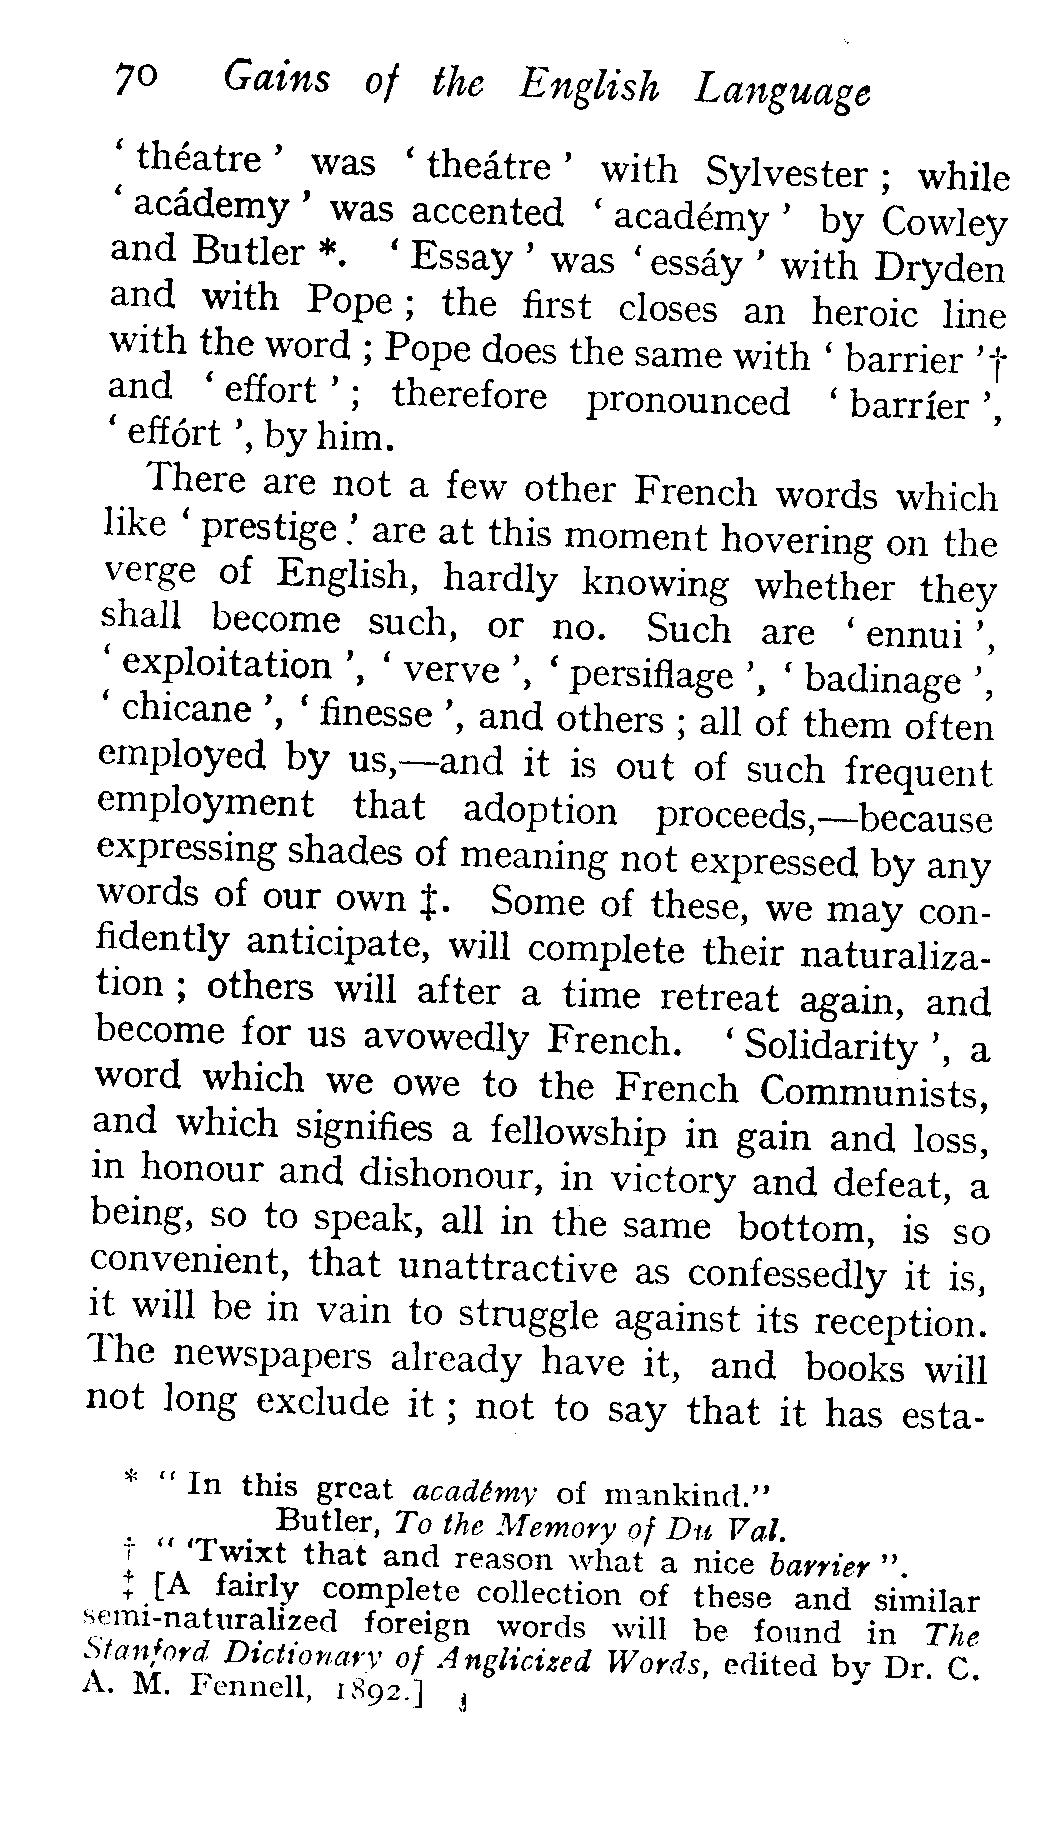 70 Gains of the English Language
‘ théatre ’ was ‘ theátre ’ with Sylvester ; while
‘ acádemy ’ was accented ‘ académy ’ by Cowley
and Butler *. ‘ Essay ’ was ‘ essáy ’ with Dryden
and with Pope ; the first closes an heroic line
with the word ; Pope does the same with ‘ barrier ’†
and ‘ effort ’ ; therefore pronounced ‘ barríer ’,
‘ effórt ’, by him.
There are not a few other French words which
like ‘ prestige ’ are at this moment hovering on the
verge of English, hardly knowing whether they
shall become such, or no. Such are ‘ ennui ’,
‘ exploitation ’, ‘ verve ’, ‘ persiflage ’, ‘ badinage ’,
‘ chicane ’, ‘ finesse ’, and others ; all of them often
employed by us,—and it is out of such frequent
employment that adoption proceeds,—because
expressing shades of meaning not expressed by any
words of our own ‡. Some of these, we may con-
fidently anticipate, will complete their naturaliza-
tion ; others will after a time retreat again, and
become for us avowedly French. ‘ Solidarity ’, a
word which we owe to the French Communists,
and which signifies a fellowship in gain and loss,
in honour and dishonour, in victory and defeat, a
being, so to speak, all in the same bottom, is so
convenient, that unattractive as confessedly it is,
it will be in vain to struggle against its reception.
The newspapers already have it, and books will
not long exclude it ; not to say that it has esta-
* “ In this great académy of mankind.”
Butler, To the Memory of Du Val.
† “ ‘Twixt that and reason what a nice barrier ”.
‡ [A fairly complete collection of these and similar
semi-naturalized foreign words will be found in The
Stanford Dictionary of Anglicized Words, edited by Dr. C.
A. M. Fennell, 1892.]